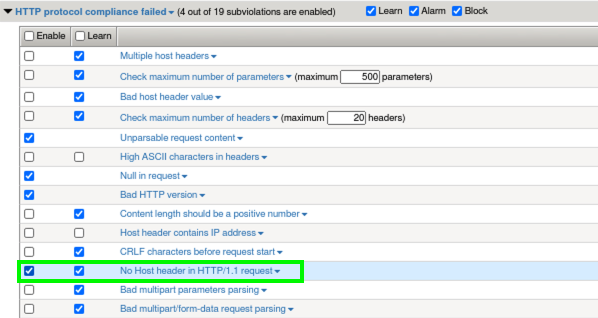 HTTP protocol compliance failed (4 out of 19 subviolations are enabled) Learn Alarm Block
Enable Learn
Multiple host headers
Check maximum number of parameters (maximum 500 parameters)
Bad host header value
Check maximum number of headers (maximum 20 headers)
Unparsable request content
High ASCII characters in headers
Null in request
Bad HTTP version
Content length should be a positive number
Host header contains IP address
CRLF characters before request start
No Host header in HTTP/1.1 request
Bad multipart parameters parsing
Bad multipart/form-data request parsing